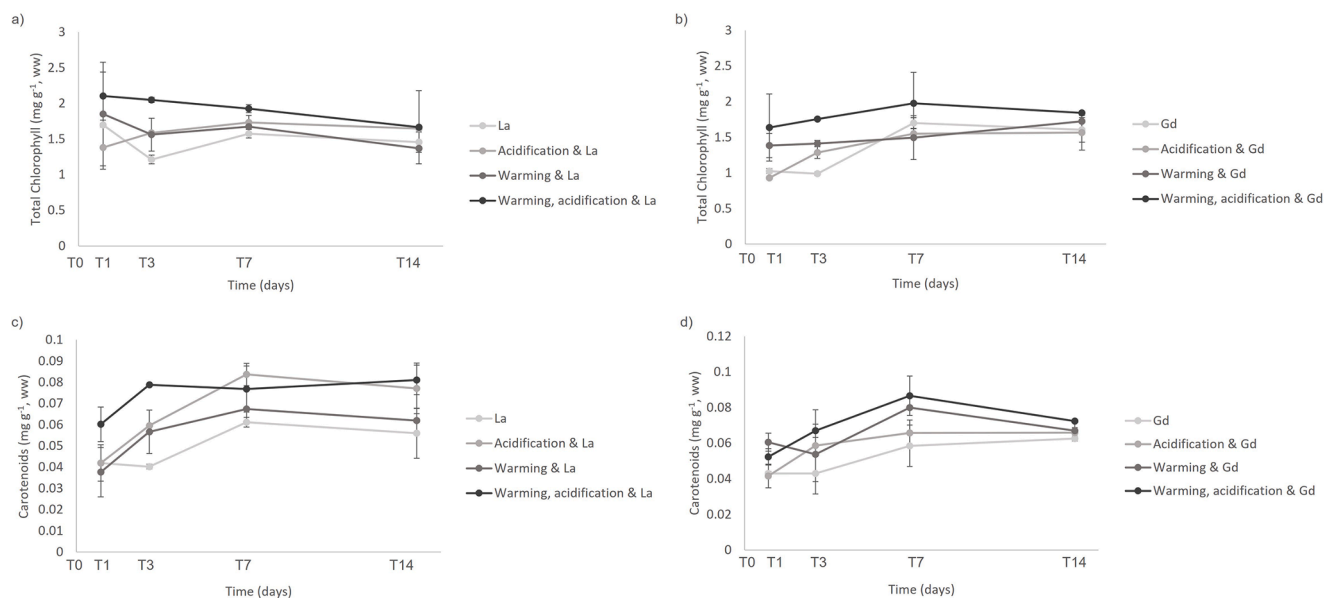 a)
Total Chlorophyll (mg g⁻¹, ww)
3
2.5
2
1.5
1
0.5
0
T0 T1 T3 T7 T14
Time (days)
La
Acidification & La
Warming & La
Warming, acidification & La
b)
Total Chlorophyll (mg g⁻¹, ww)
3
2.5
2
1.5
1
0.5
0
T0 T1 T3 T7 T14
Time (days)
Gd
Acidification & Gd
Warming & Gd
Warming, acidification & Gd
c)
Carotenoids (mg g⁻¹, ww)
0.1
0.09
0.08
0.07
0.06
0.05
0.04
0.03
0.02
0.01
0
T0 T1 T3 T7 T14
Time (days)
La
Acidification & La
Warming & La
Warming, acidification & La
d)
Carotenoids (mg g⁻¹, ww)
0.12
0.1
0.08
0.06
0.04
0.02
0
T0 T1 T3 T7 T14
Time (days)
Gd
Acidification & Gd
Warming & Gd
Warming, acidification & Gd